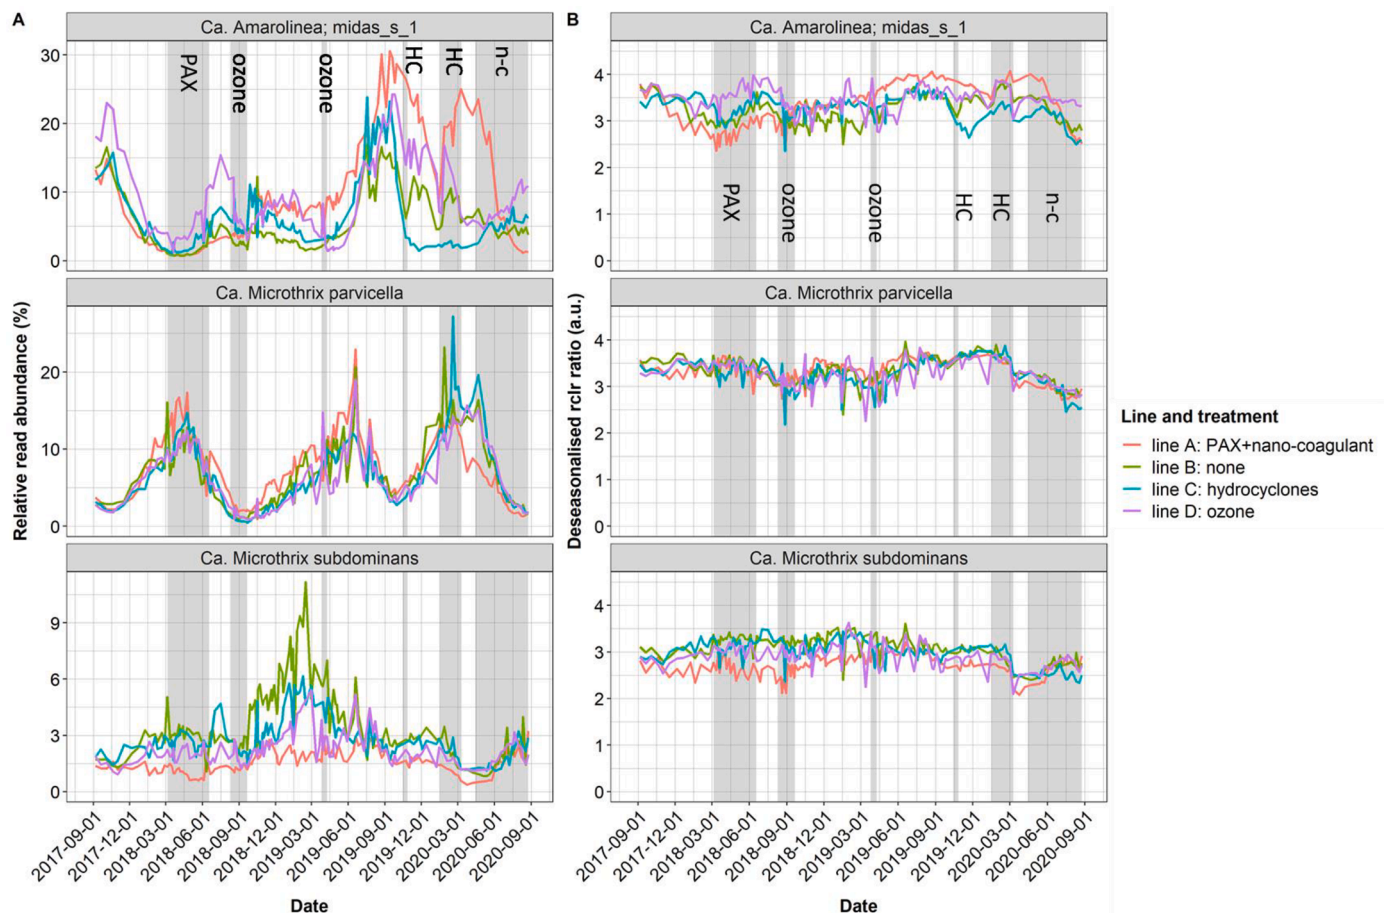 A
Ca. Amarolinea; midas_s_1
30
20
10
0
PAX
ozone
ozone
HC
HC
n-c
Ca. Microthrix parvicella
20
10
0
Ca. Microthrix subdominans
9
6
3
0
Relative read abundance (%)
2017-09-01
2017-12-01
2018-03-01
2018-06-01
2018-09-01
2018-12-01
2019-03-01
2019-06-01
2019-09-01
2019-12-01
2020-03-01
2020-06-01
2020-09-01
Date
B
Ca. Amarolinea; midas_s_1
4
3
2
1
0
PAX
ozone
ozone
HC
HC
n-c
Ca. Microthrix parvicella
4
3
2
1
0
Ca. Microthrix subdominans
4
3
2
1
0
Deseasonalised rclr ratio (a.u.)
2017-09-01
2017-12-01
2018-03-01
2018-06-01
2018-09-01
2018-12-01
2019-03-01
2019-06-01
2019-09-01
2019-12-01
2020-03-01
2020-06-01
2020-09-01
Date
Line and treatment
line A: PAX+nano-coagulant
line B: none
line C: hydrocyclones
line D: ozone